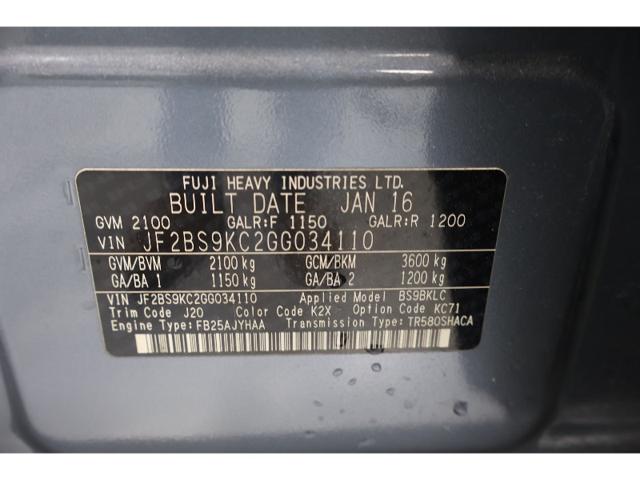 FUJI HEAVY INDUSTRIES LTD.
BUILT DATE JAN 16
GVM 2100 GALR:F 1150 GALR:R 1200
VIN JF2BS9KC2GG034110
GVM/BVM 2100 kg GCM/BKM 3600 kg
GA/BA 1 1150 kg GA/BA 2 1200 kg
VIN JF2BS9KC2GG034110 Applied Model BS9BKLC
Trim Code J20 Color Code K2X Option Code KC71
Engine Type:FB25AJYHAA Transmission Type:TR580SHACA